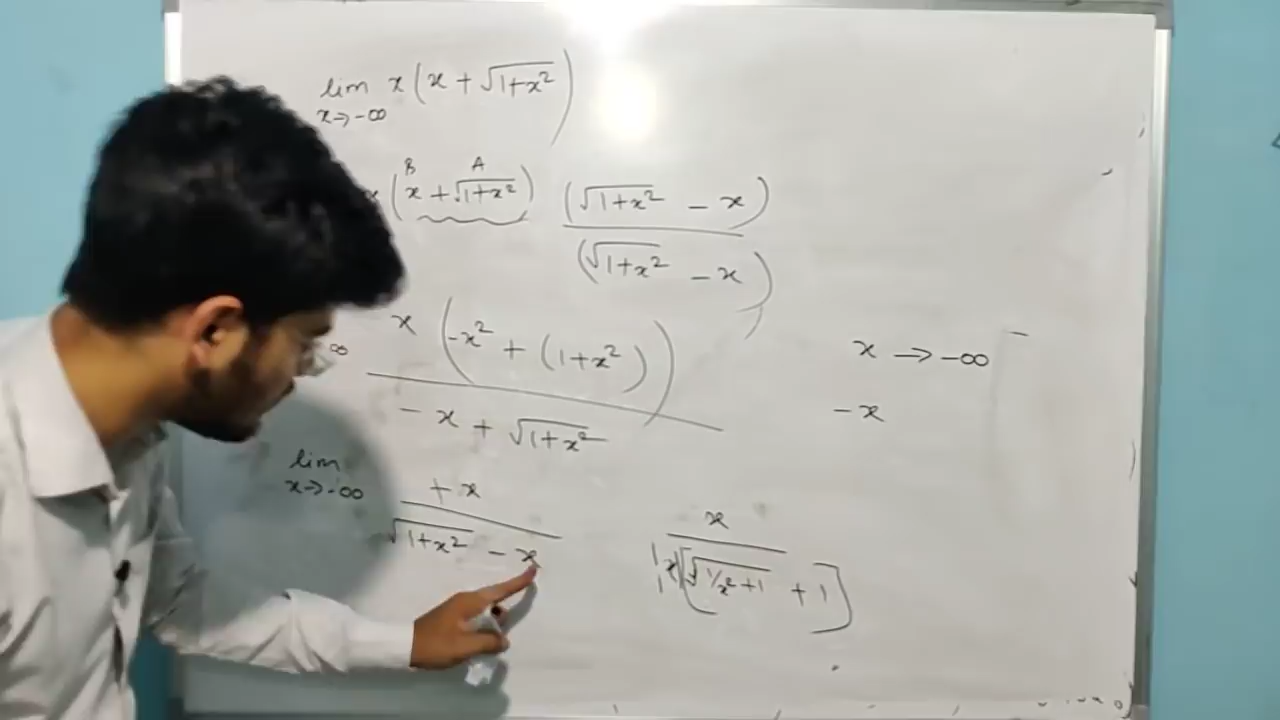 lim x(x + √1+x²)
x→-∞
B A
x (x + √1+x²) (√1+x² - x)
(√1+x² - x)
x (-x² + (1+x²))
∞
- x + √1+x²
x → -∞
- x
lim + x
x→-∞ √1+x² - x
x
|x| [√1/x²+1 + 1]